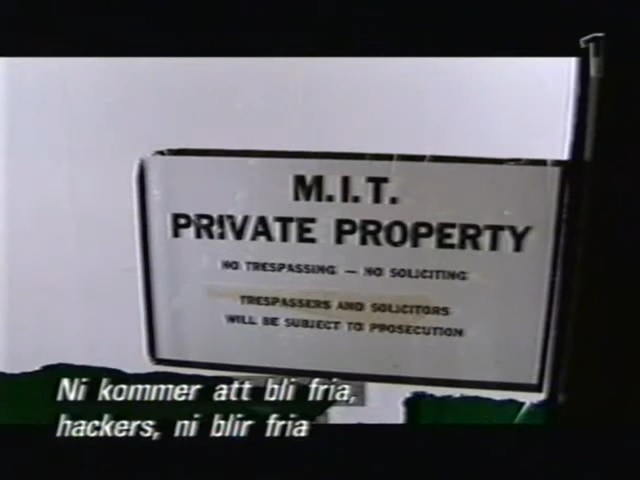 M.I.T.
PRIVATE PROPERTY
NO TRESPASSING — NO SOLICITING
TRESPASSERS AND SOLICITORS
WILL BE SUBJECT TO PROSECUTION
Ni kommer att bli fria,
hackers, ni blir fria